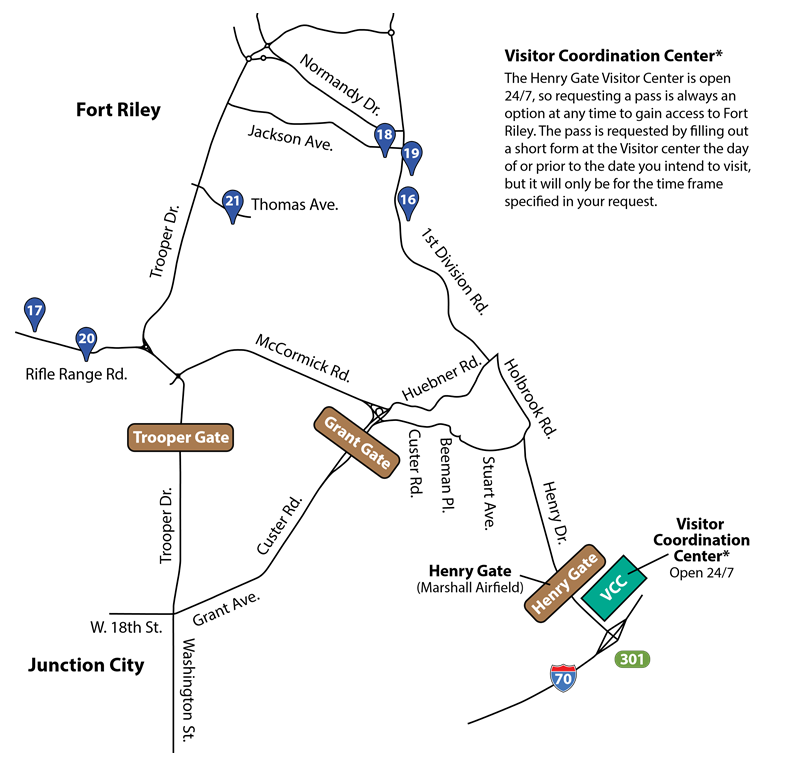 Visitor Coordination Center*
The Henry Gate Visitor Center is open
24/7, so requesting a pass is always an
option at any time to gain access to Fort
Riley. The pass is requested by filling out
a short form at the Visitor center the day
of or prior to the date you intend to visit,
but it will only be for the time frame
specified in your request.
Fort Riley
Normandy Dr.
Jackson Ave.
18
19
16
21
Thomas Ave.
Trooper Dr.
1st Division Rd.
17
20
Rifle Range Rd.
McCormick Rd.
Huebner Rd.
Holbrook Rd.
Trooper Gate
Grant Gate
Custer Rd.
Beeman Pl.
Stuart Ave.
Henry Dr.
Trooper Dr.
Custer Rd.
Visitor
Coordination
Center*
Open 24/7
Henry Gate
(Marshall Airfield)
Henry Gate
VCC
Grant Ave.
W. 18th St.
Junction City
Washington St.
301
70